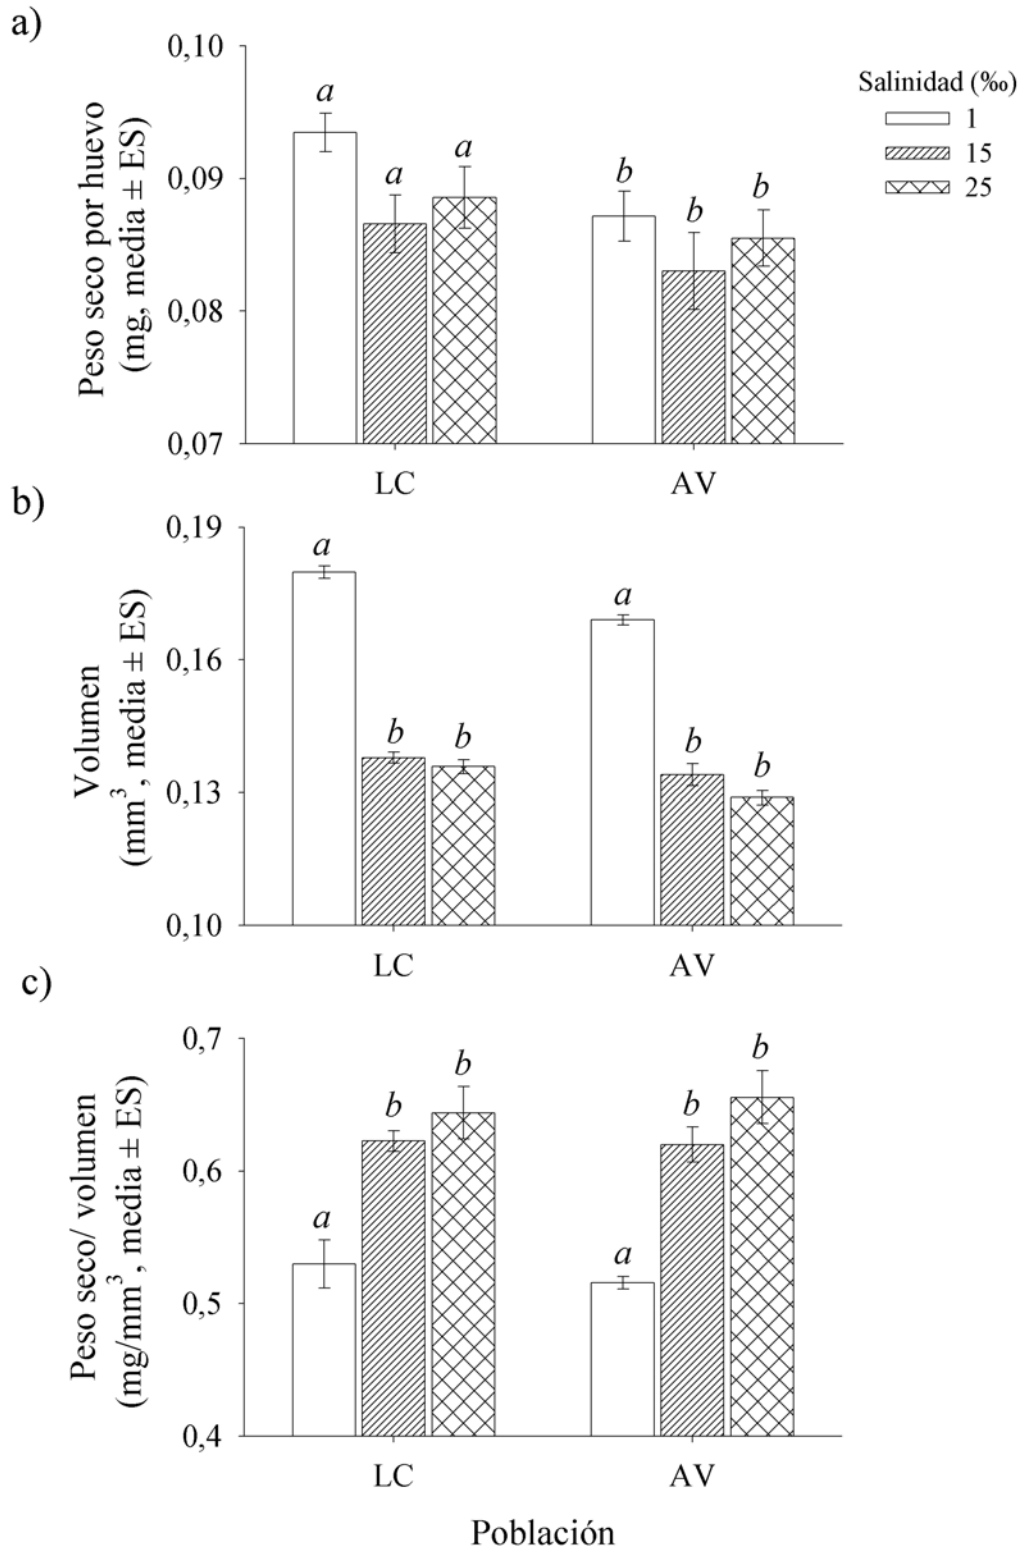 a)
0,10
0,09
0,08
0,07
Peso seco por huevo
(mg, media ± ES)
a
a
a
b
b
b
LC
AV
Salinidad (‰)
1
15
25
b)
0,19
0,16
0,13
0,10
Volumen
(mm³, media ± ES)
a
b
b
a
b
b
LC
AV
c)
0,7
0,6
0,5
0,4
Peso seco/ volumen
(mg/mm³, media ± ES)
a
b
b
a
b
b
LC
AV
Población